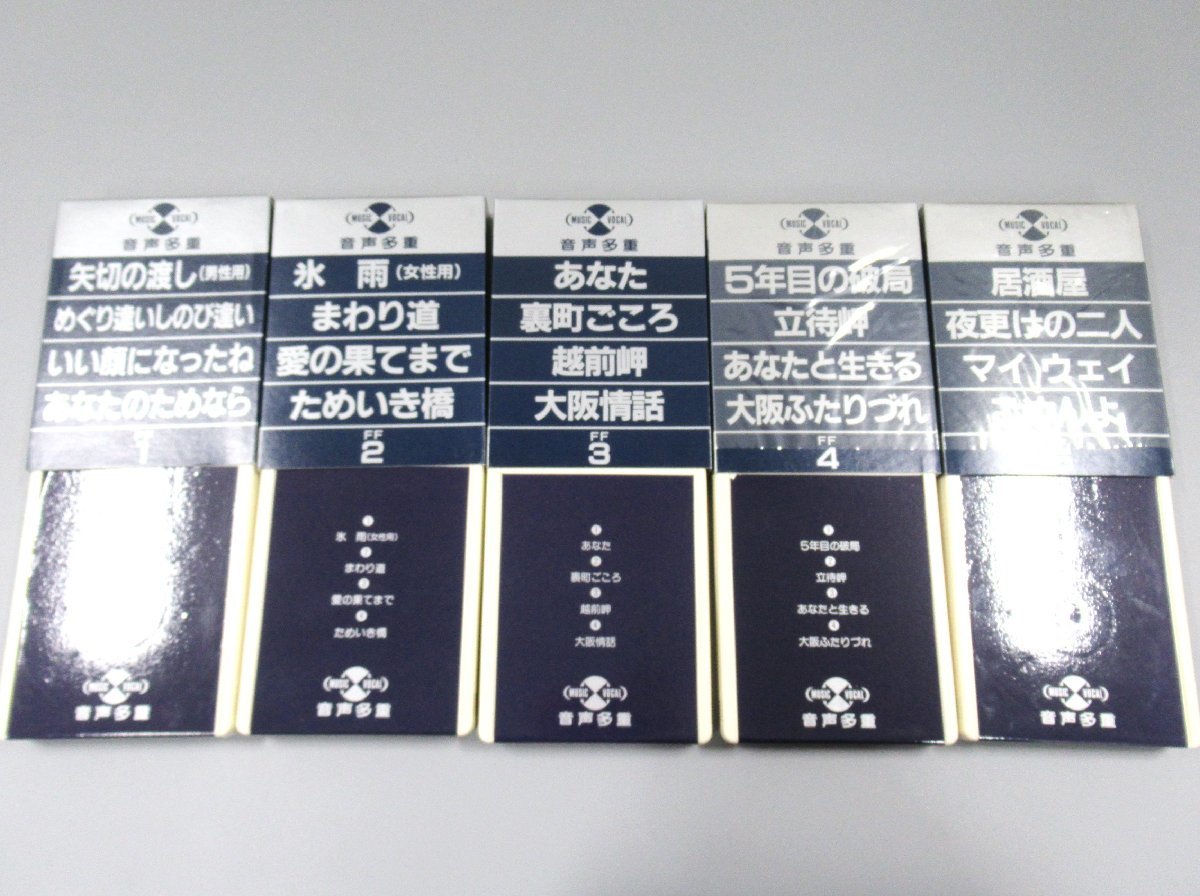 MUSIC VOCAL
音声多重
矢切の渡し(男性用)
めぐり逢いしのび逢い
いい顔になったね
あなたのためなら
1
MUSIC VOCAL
音声多重
氷 雨(女性用)
まわり道
愛の果てまで
ためいき橋
FF
2
MUSIC VOCAL
音声多重
あなた
裏町ごころ
越前岬
大阪情話
FF
3
MUSIC VOCAL
音声多重
5年目の破局
立待岬
あなたと生きる
大阪ふたりづれ
FF
4
MUSIC VOCAL
音声多重
居酒屋
夜更けの二人
マイ ウェイ
MUSIC VOCAL
音声多重
1
氷 雨(女性用)
2
まわり道
3
愛の果てまで
4
ためいき橋
MUSIC VOCAL
音声多重
1
あなた
2
裏町ごころ
3
越前岬
4
大阪情話
MUSIC VOCAL
音声多重
1
5年目の破局
2
立待岬
3
あなたと生きる
4
大阪ふたりづれ
MUSIC VOCAL
音声多重
MUSIC VOCAL
音声多重